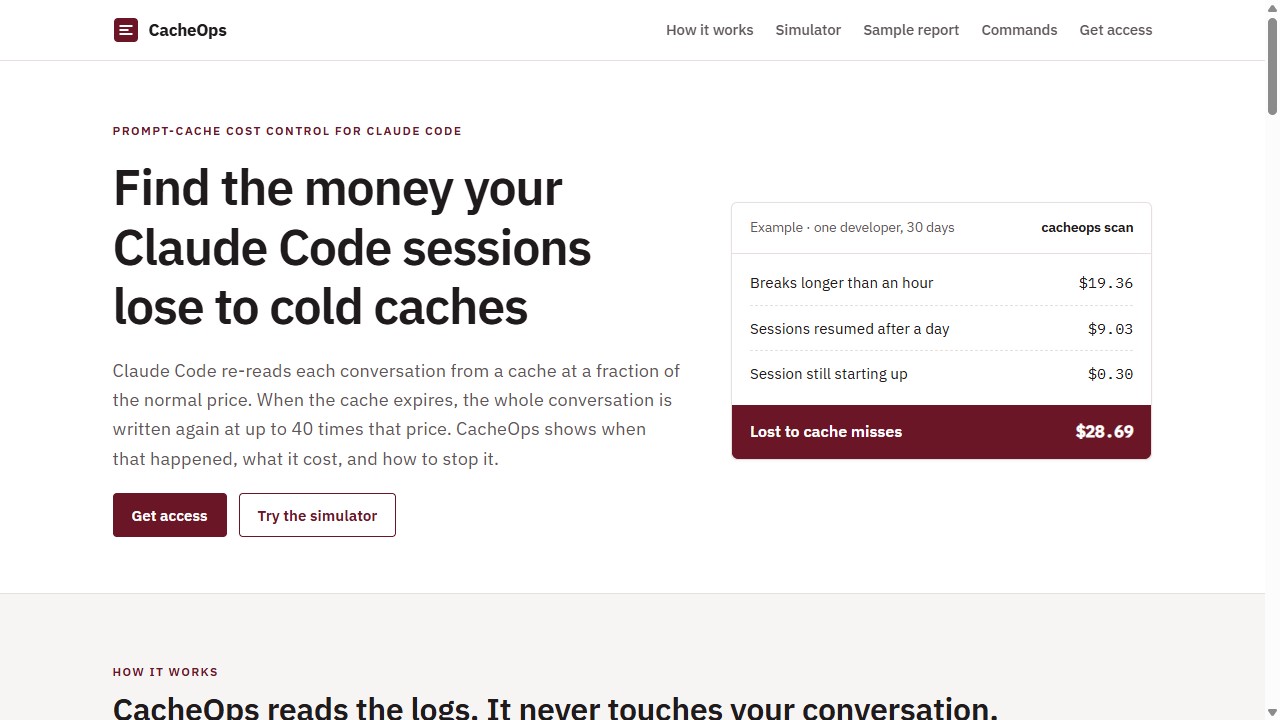 CacheOps
How it works
Simulator
Sample report
Commands
Get access
PROMPT-CACHE COST CONTROL FOR CLAUDE CODE
Find the money your
Claude Code sessions
lose to cold caches
Claude Code re-reads each conversation from a cache at a fraction of
the normal price. When the cache expires, the whole conversation is
written again at up to 40 times that price. CacheOps shows when
that happened, what it cost, and how to stop it.
Get access
Try the simulator
Example · one developer, 30 days
cacheops scan
Breaks longer than an hour $19.36
Sessions resumed after a day $9.03
Session still starting up $0.30
Lost to cache misses $28.69
HOW IT WORKS
CacheOps reads the logs. It never touches your conversation.